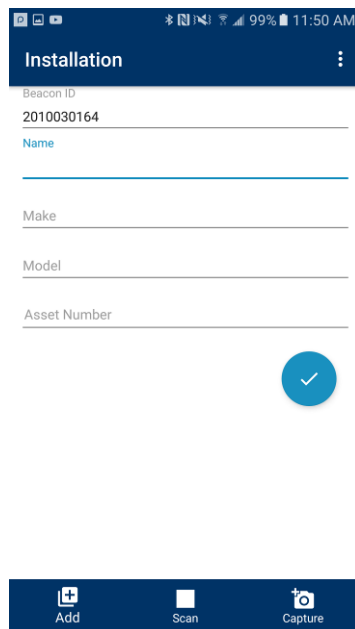 99% 11:50 AM
Installation
Beacon ID
2010030164
Name
Make
Model
Asset Number
Add Scan Capture